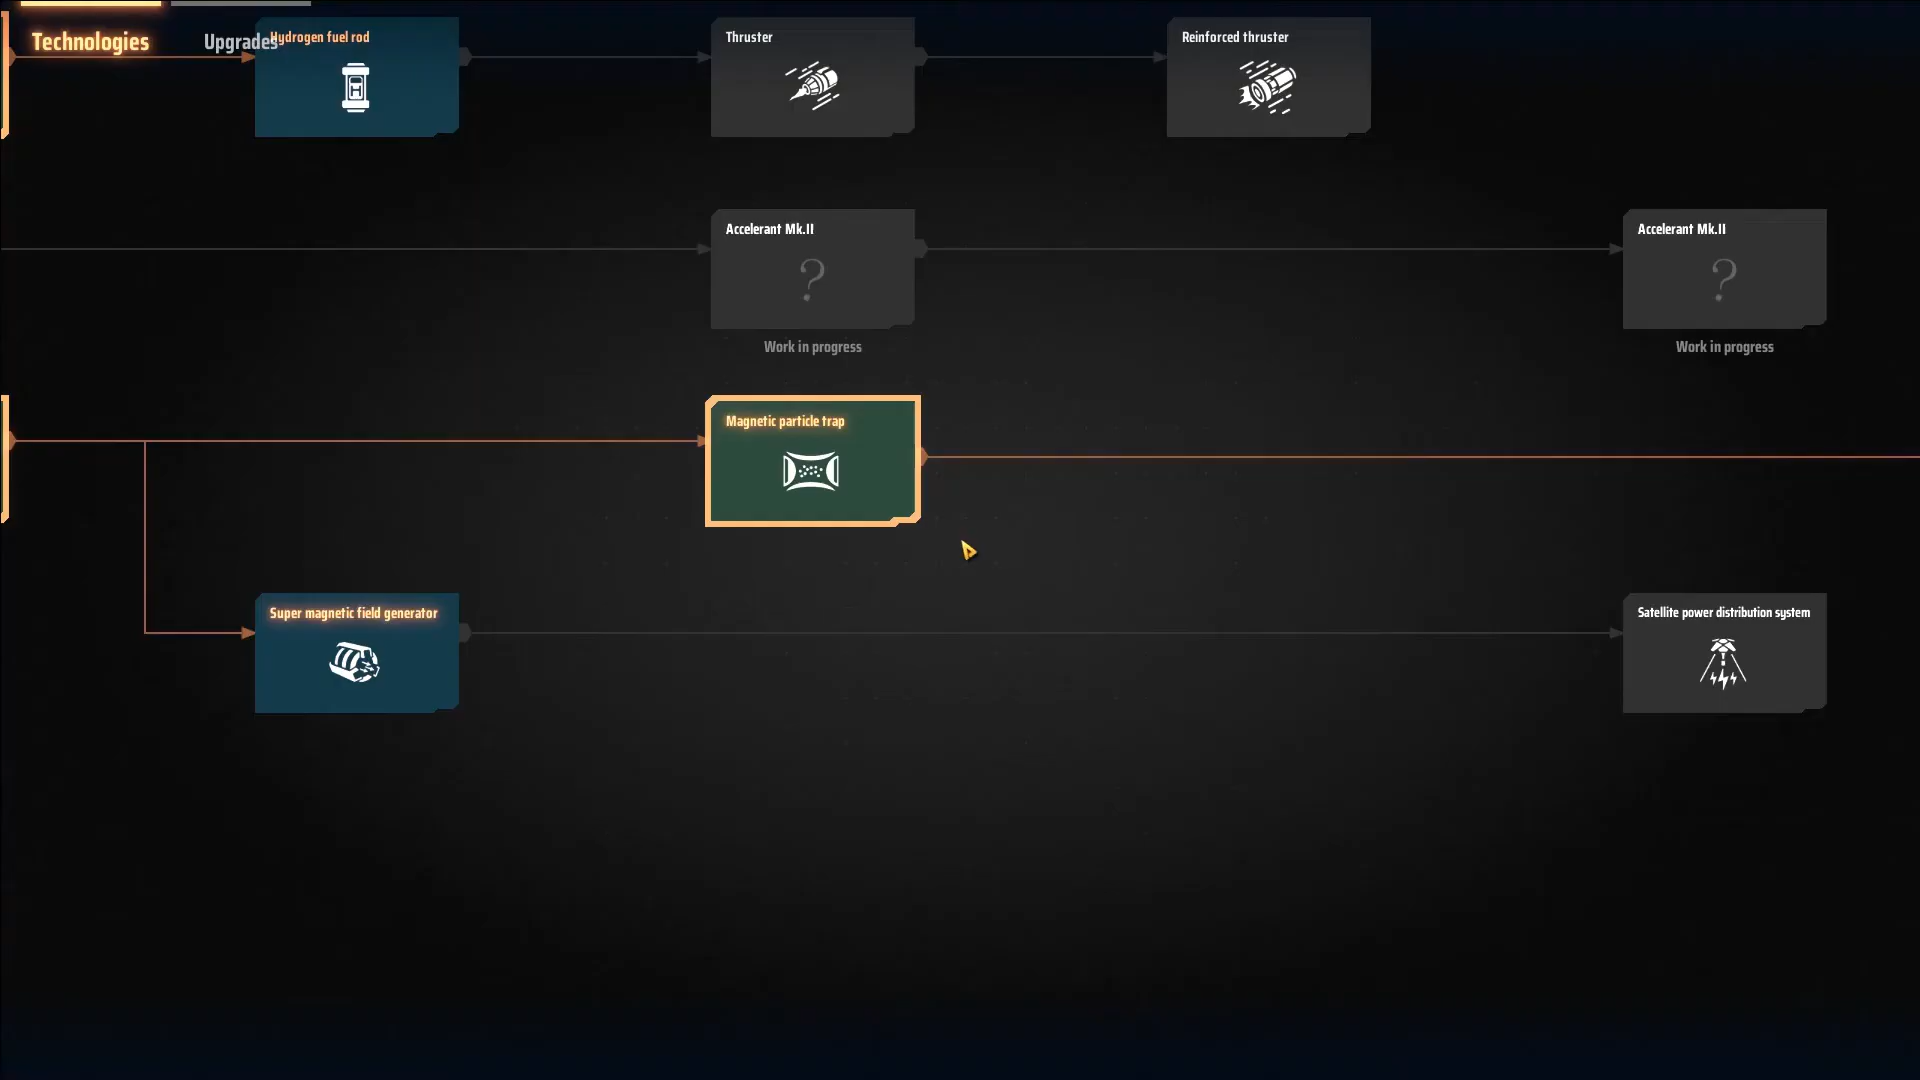 Technologies
Upgrades
Hydrogen fuel rod
Thruster
Reinforced thruster
Accelerant Mk.II
Accelerant Mk.II
Work in progress
Work in progress
Magnetic particle trap
Super magnetic field generator
Satellite power distribution system